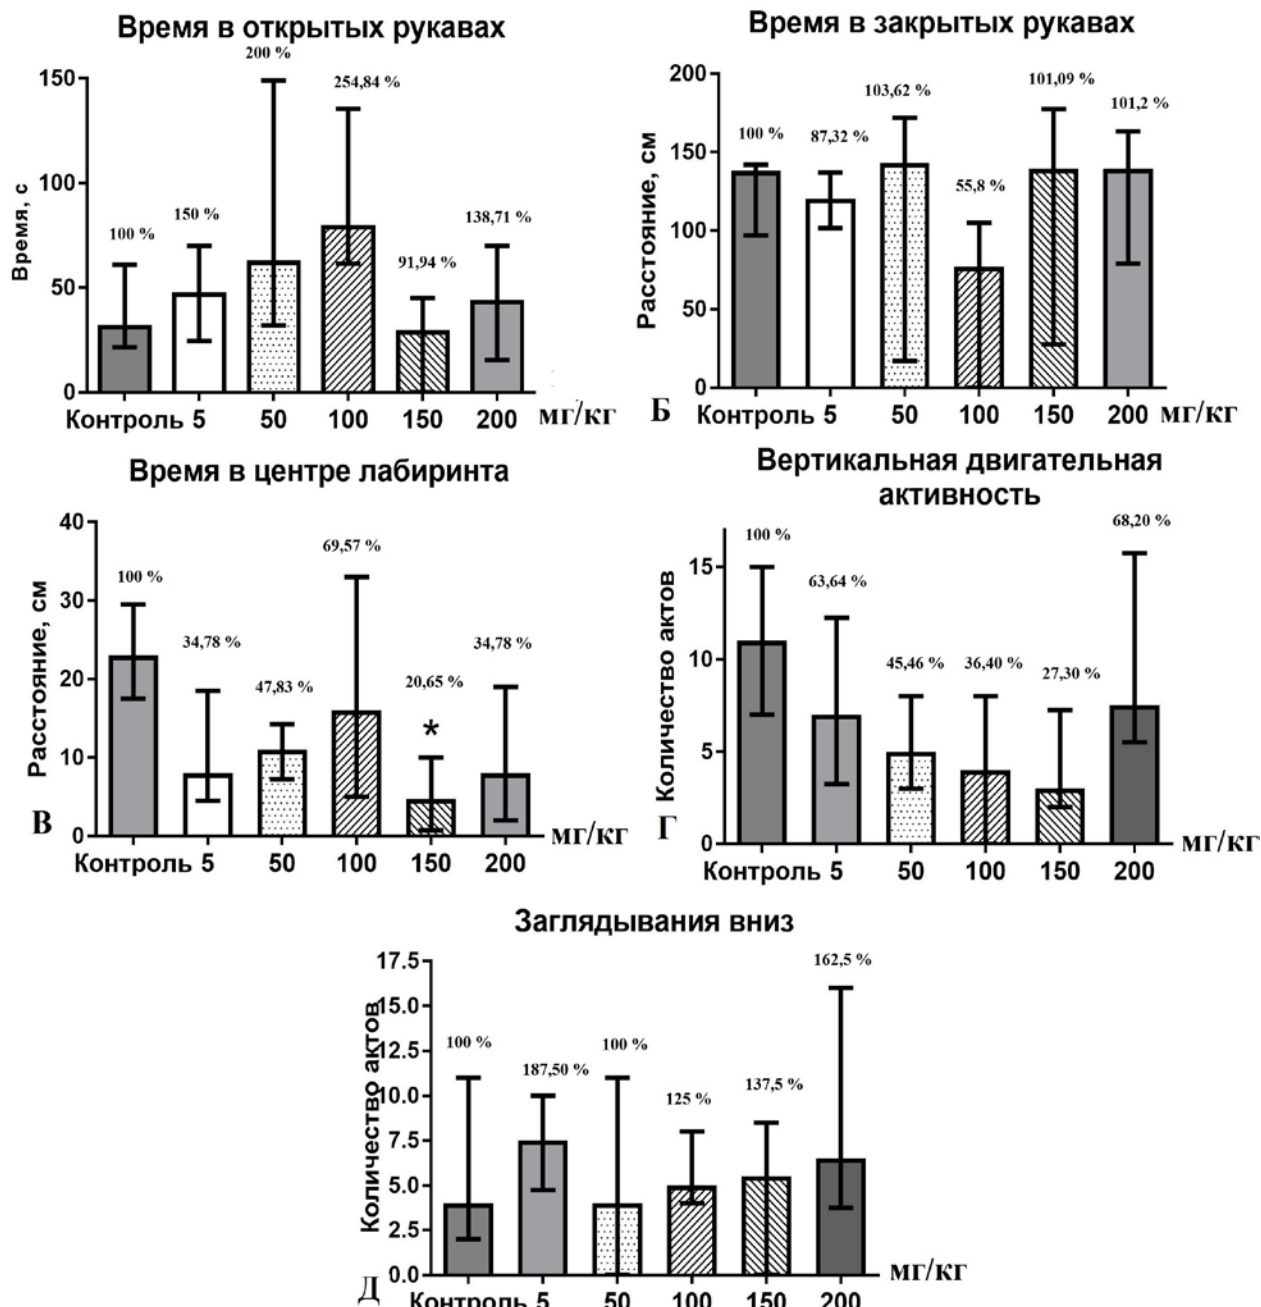 Время в открытых рукавах
200 %
254,84 %
150 %
100 %
138,71 %
91,94 %
Время, с
150
100
50
0
Контроль 5 50 100 150 200 мг/кг
Время в закрытых рукавах
101,09 %
103,62 %
101,2 %
100 %
87,32 %
55,8 %
Расстояние, см
200
150
100
50
0
Б
Контроль 5 50 100 150 200 мг/кг
Время в центре лабиринта
69,57 %
100 %
34,78 %
34,78 %
47,83 %
20,65 %
*
Расстояние, см
40
30
20
10
0
В
Контроль 5 50 100 150 200 мг/кг
Вертикальная двигательная
активность
68,20 %
100 %
63,64 %
45,46 %
36,40 %
27,30 %
Количество актов
15
10
5
0
Г
Контроль 5 50 100 150 200 мг/кг
Заглядывания вниз
162,5 %
100 %
100 %
187,50 %
137,5 %
125 %
Количество актов
17.5
15.0
12.5
10.0
7.5
5.0
2.5
0.0
Д
Контроль 5 50 100 150 200 мг/кг